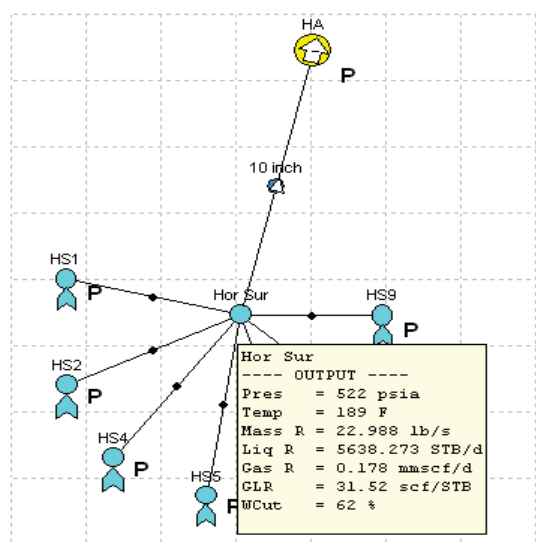 HA
P
10 inch
HS1
P
Hor Sur
HS9
P
HS2
P
HS4
P
HS5
P
Hor Sur
---- OUTPUT ----
Pres = 522 psia
Temp = 189 F
Mass R = 22.988 lb/s
Liq R = 5638.273 STB/d
Gas R = 0.178 mmscf/d
GLR = 31.52 scf/STB
WCut = 62 %